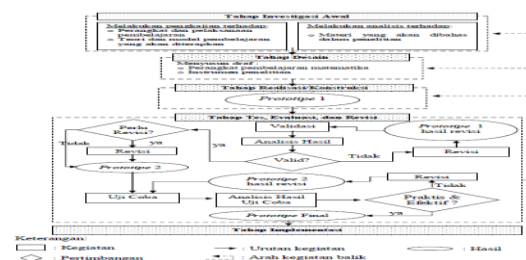 Tahap Investigasi Awal
Melakukan pengkajian terhadap:
Perangkat dan pelaksanaan
pembelajaran
Teori dan model pembelajaran
yang akan diterapkan
Melakukan analisis terhadap:
Materi yang akan dibahas
dalam penelitian
Tahap Desain
Menyusun draf:
Perangkat pembelajaran matematika
Instrumen penelitian
Tahap Realisasi/Konstruksi
Prototipe 1
Tahap Tes, Evaluasi, dan Revisi
Perlu
Revisi?
Validasi
Prototipe 1
hasil revisi
Analisis Hasil
Tidak
ya
ya
Revisi
Valid?
Tidak
Revisi
Prototipe 2
Prototipe 2
hasil revisi
Revisi
Tidak
Uji Coba
Analisis Hasil
Uji Coba
Praktis &
Efektif ?
Prototipe Final
ya
Tahap Implementasi
Keterangan:
: Kegiatan
: Urutan kegiatan
: Hasil
: Pertimbangan
: Arah kegiatan balik